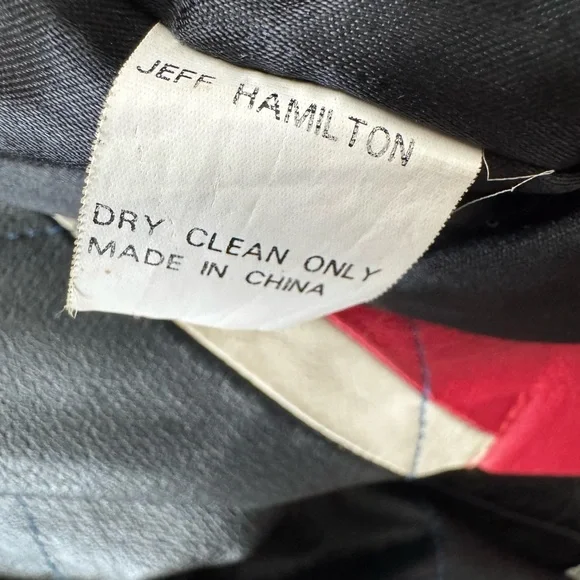 JEFF HAMILTON
DRY CLEAN ONLY
MADE IN CHINA